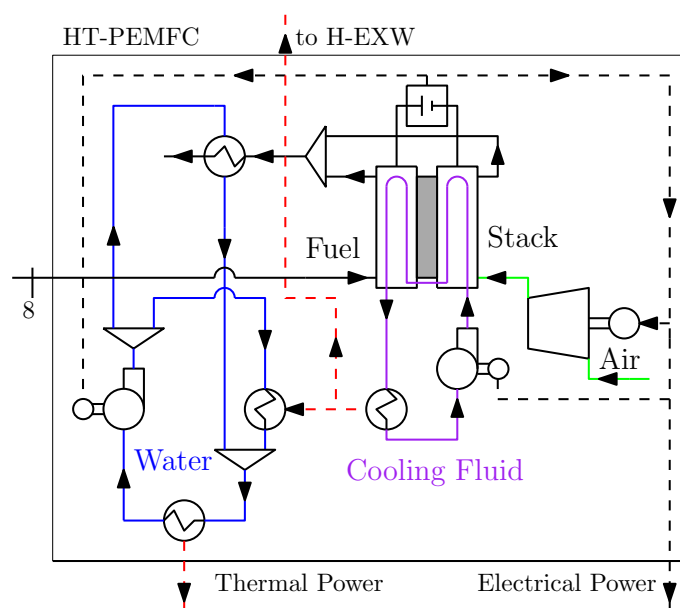 HT-PEMFC
to H-EXW
Fuel
Stack
8
Air
Water
Cooling Fluid
Thermal Power
Electrical Power